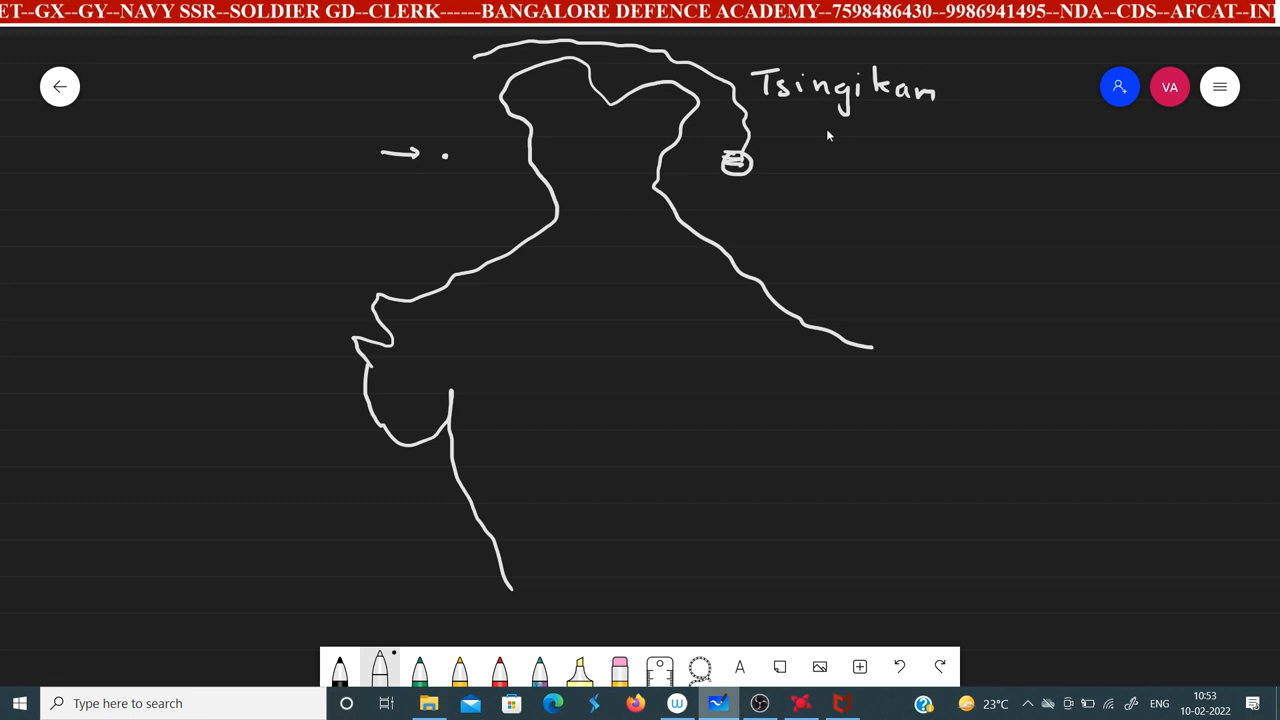 ET--GX--GY--NAVY SSR--SOLDIER GD--CLERK------BANGALORE DEFENCE ACADEMY--7598486430--9986941495--NDA--CDS--AFCAT--INI
Tsingikan
VA
A
Type here to search
W
23°C
ENG
10:53
10-02-2022